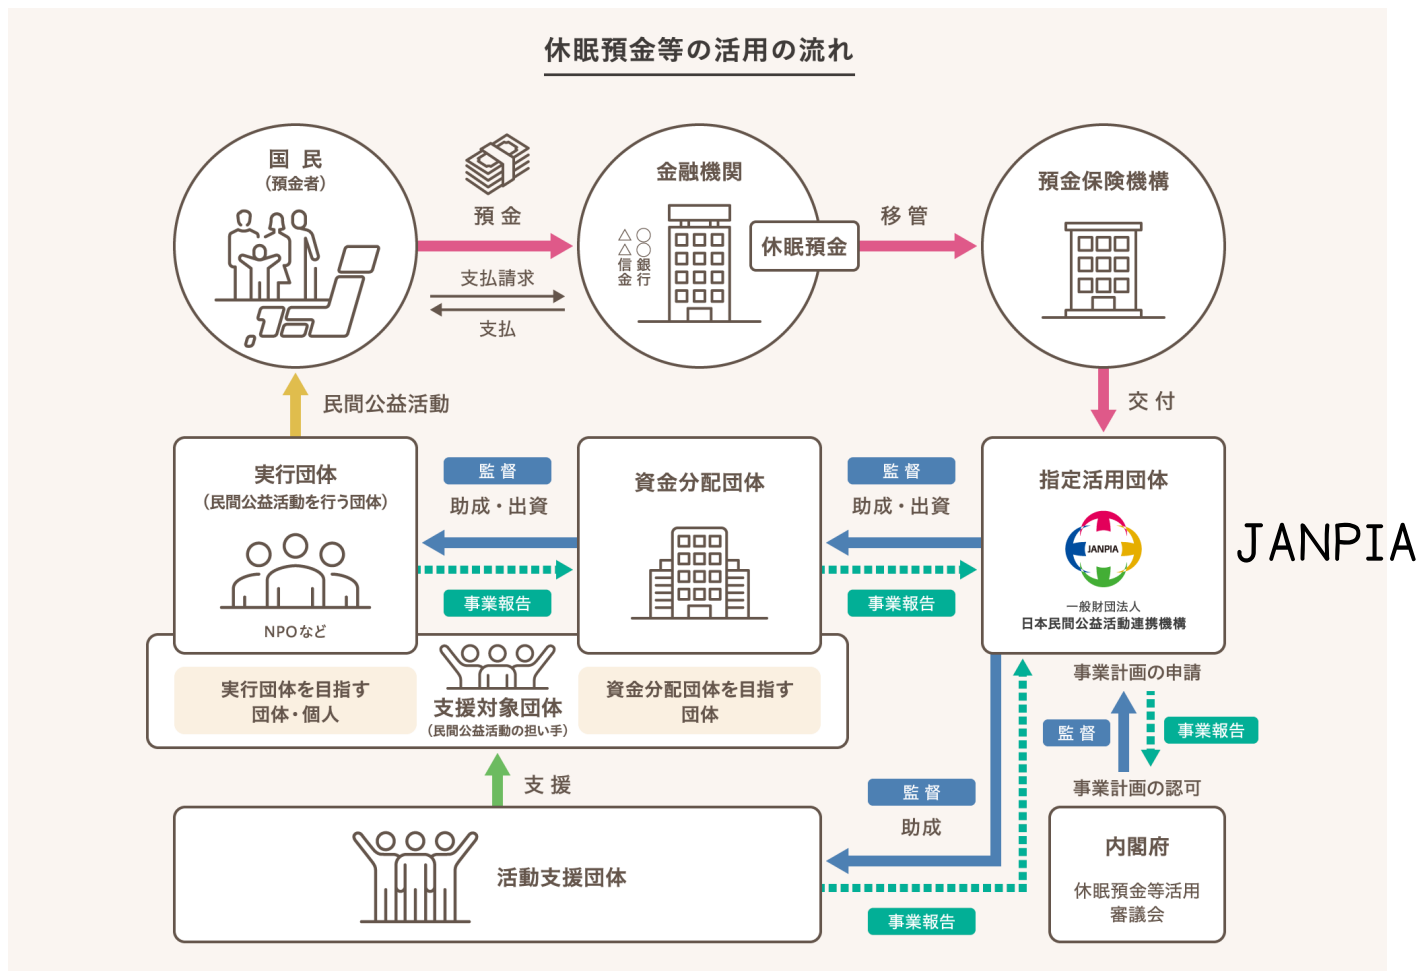 休眠預金等の活用の流れ
国 民
（預金者）
預 金
支払請求
支払
金融機関
〇〇銀行
△△信金
休眠預金
移 管
預金保険機構
交 付
民間公益活動
実行団体
（民間公益活動を行う団体）
NPOなど
監 督
助成・出資
事業報告
資金分配団体
監 督
助成・出資
事業報告
指定活用団体
JANPIA
一般財団法人
日本民間公益活動連携機構
JANPIA
実行団体を目指す
団体・個人
支援対象団体
（民間公益活動の担い手）
資金分配団体を目指す
団体
支 援
活動支援団体
監 督
助成
事業報告
事業計画の申請
監 督
事業報告
事業計画の認可
内閣府
休眠預金等活用
審議会